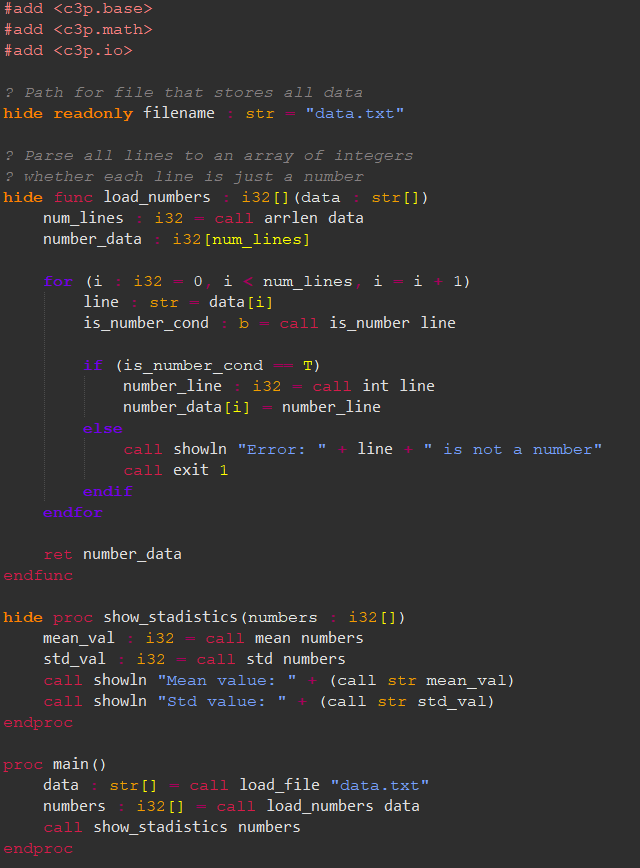 #add <c3p.base>
#add <c3p.math>
#add <c3p.io>
? Path for file that stores all data
hide readonly filename : str = "data.txt"
? Parse all lines to an array of integers
? whether each line is just a number
hide func load_numbers : i32[](data : str[])
num_lines : i32 = call arrlen data
number_data : i32[num_lines]
for (i : i32 = 0, i < num_lines, i = i + 1)
line : str = data[i]
is_number_cond : b = call is_number line
if (is_number_cond == T)
number_line : i32 = call int line
number_data[i] = number_line
else
call showln "Error: " + line + " is not a number"
call exit 1
endif
endfor
ret number_data
endfunc
hide proc show_stadistics(numbers : i32[])
mean_val : i32 = call mean numbers
std_val : i32 = call std numbers
call showln "Mean value: " + (call str mean_val)
call showln "Std value: " + (call str std_val)
endproc
proc main()
data : str[] = call load_file "data.txt"
numbers : i32[] = call load_numbers data
call show_stadistics numbers
endproc